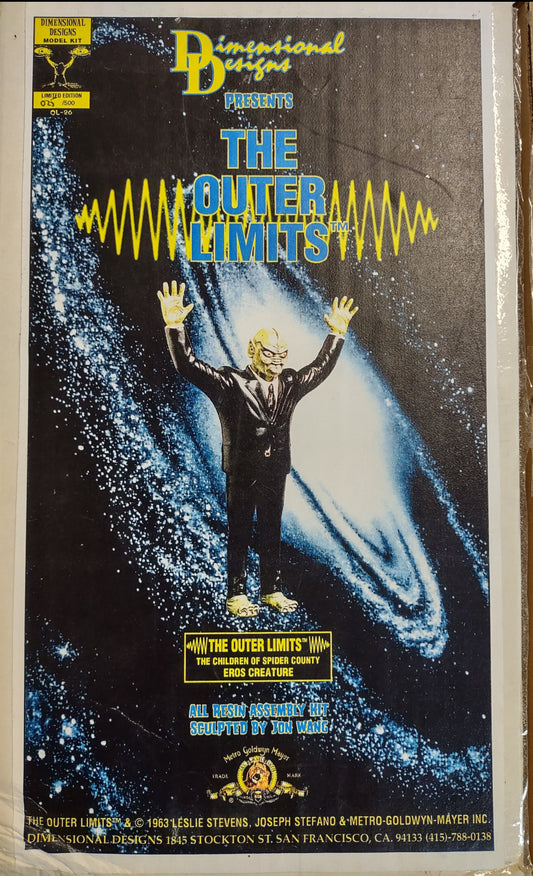 DIMENSIONAL
DESIGNS
MODEL KIT
LIMITED EDITION
/500
OL-26
Dimensional
Designs
PRESENTS
THE
OUTER
LIMITS™
THE OUTER LIMITS™
THE CHILDREN OF SPIDER COUNTY
EROS CREATURE
ALL RESIN ASSEMBLY KIT
SCULPTED BY JON WANG
Metro Goldwyn Mayer
TRADE MARK
THE OUTER LIMITS™ & © 1963 LESLIE STEVENS, JOSEPH STEFANO & METRO-GOLDWYN-MAYER INC.
DIMENSIONAL DESIGNS 1845 STOCKTON ST. SAN FRANCISCO, CA. 94133 (415)-788-0138